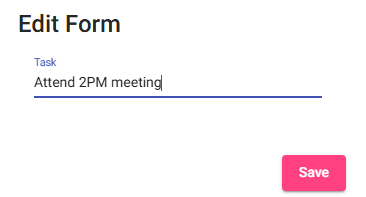 Edit Form
Task
Attend 2PM meeting
Save